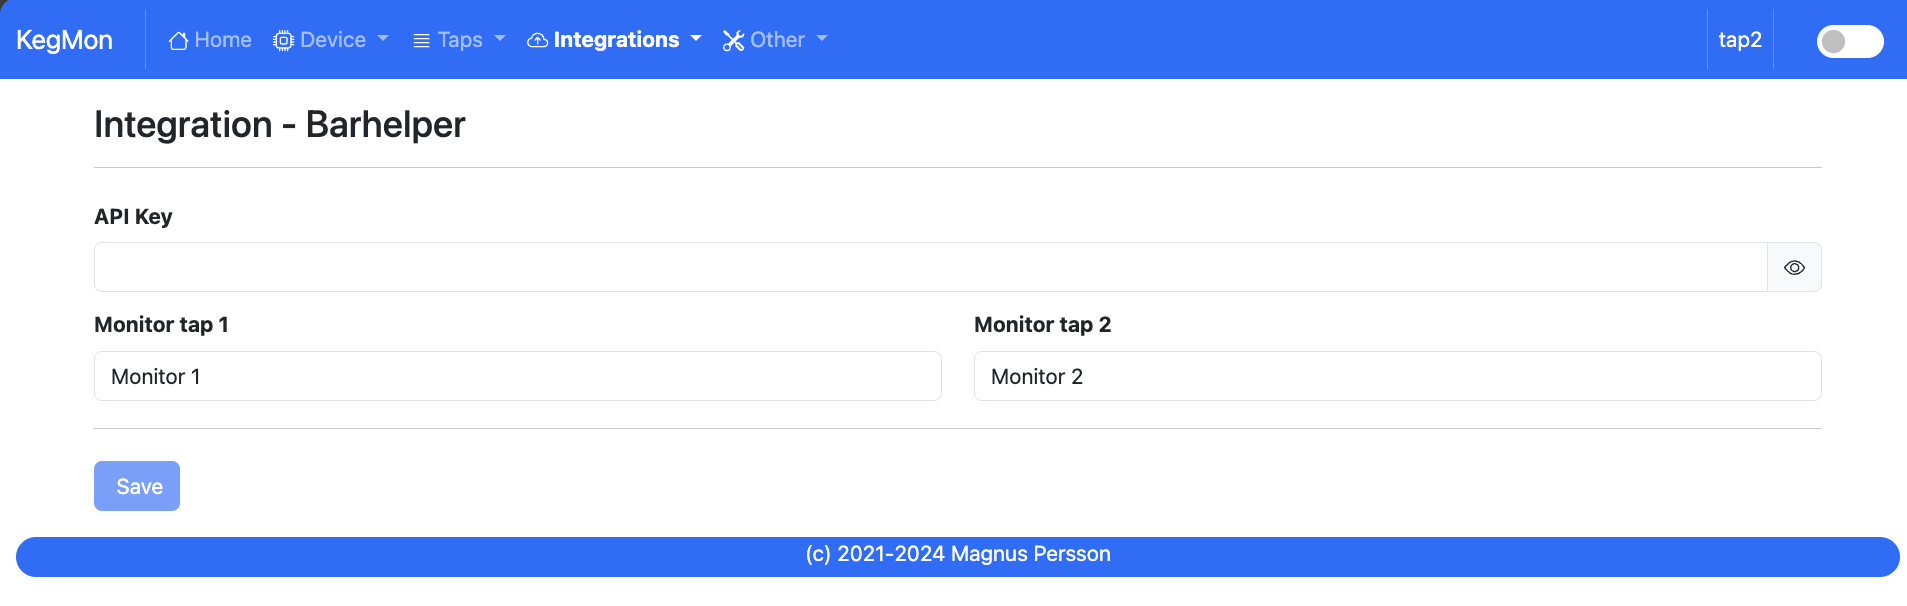 KegMon Home Device Taps Integrations Other tap2
Integration - Barhelper
API Key
Monitor tap 1 Monitor tap 2
Monitor 1 Monitor 2
Save
(c) 2021-2024 Magnus Persson